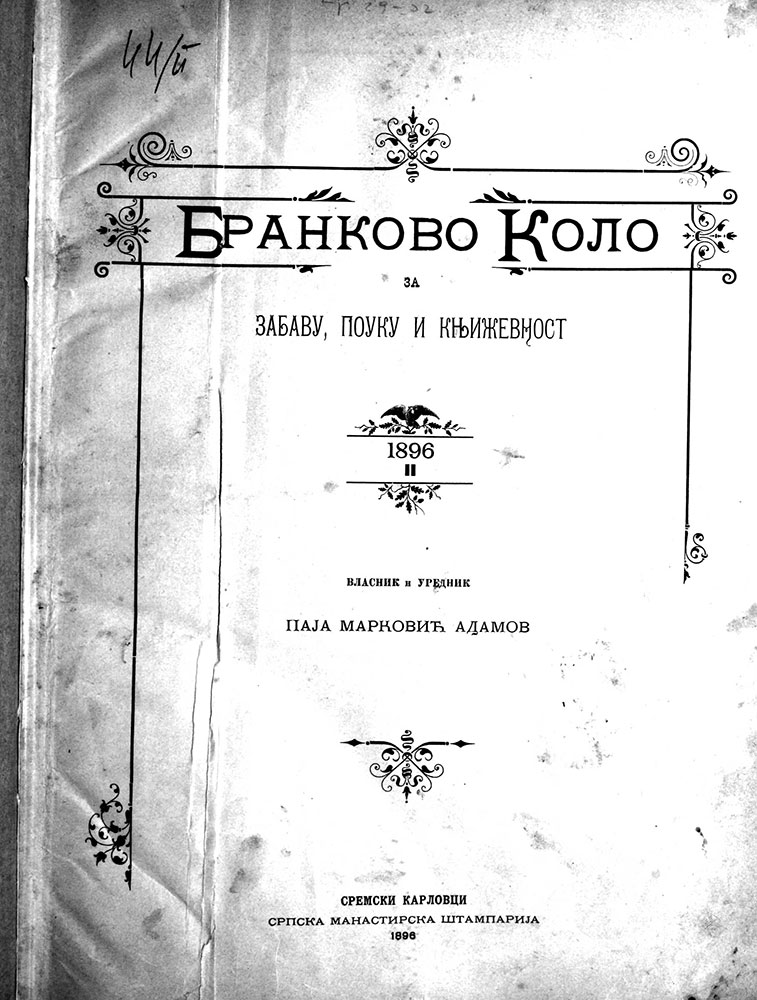 44/II
БРАНКОВО КОЛО
ЗА
ЗАБАВУ, ПОУКУ И КЊИЖЕВНОСТ
1896
II
ВЛАСНИК и УРЕДНИК
ПАЈА МАРКОВИЋ АДАМОВ
СРЕМСКИ КАРЛОВЦИ
СРПСКА МАНАСТИРСКА ШТАМПАРИЈА
1896